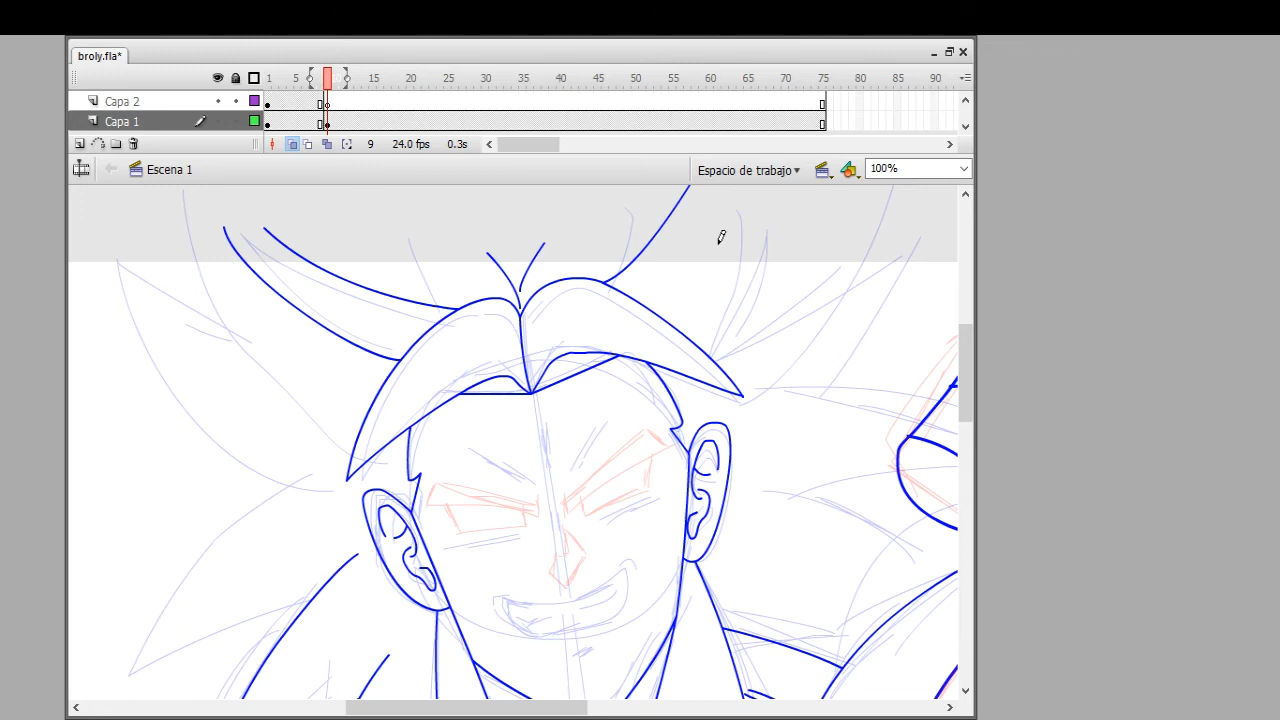 broly.fla*
1 5 15 20 25 30 35 40 45 50 55 60 65 70 75 80 85 90
Capa 2
Capa 1
9 24.0 fps 0.3s
Escena 1
Espacio de trabajo
100%